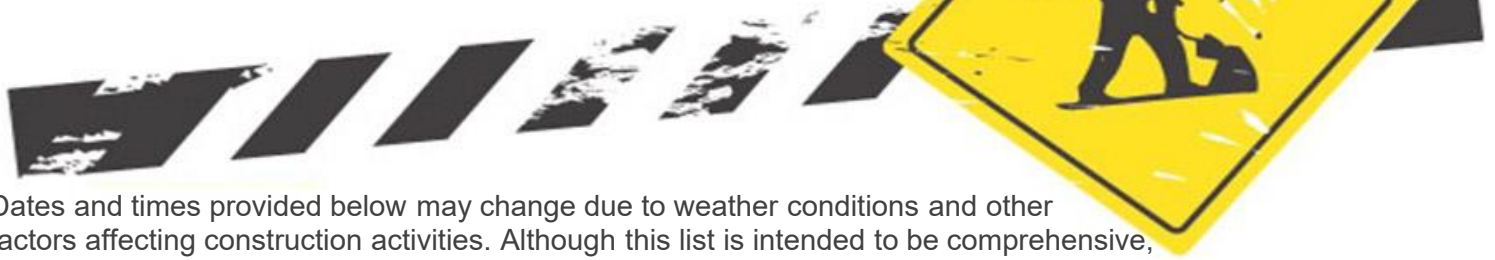 Dates and times provided below may change due to weather conditions and other
actors affecting construction activities. Although this list is intended to be comprehensive,